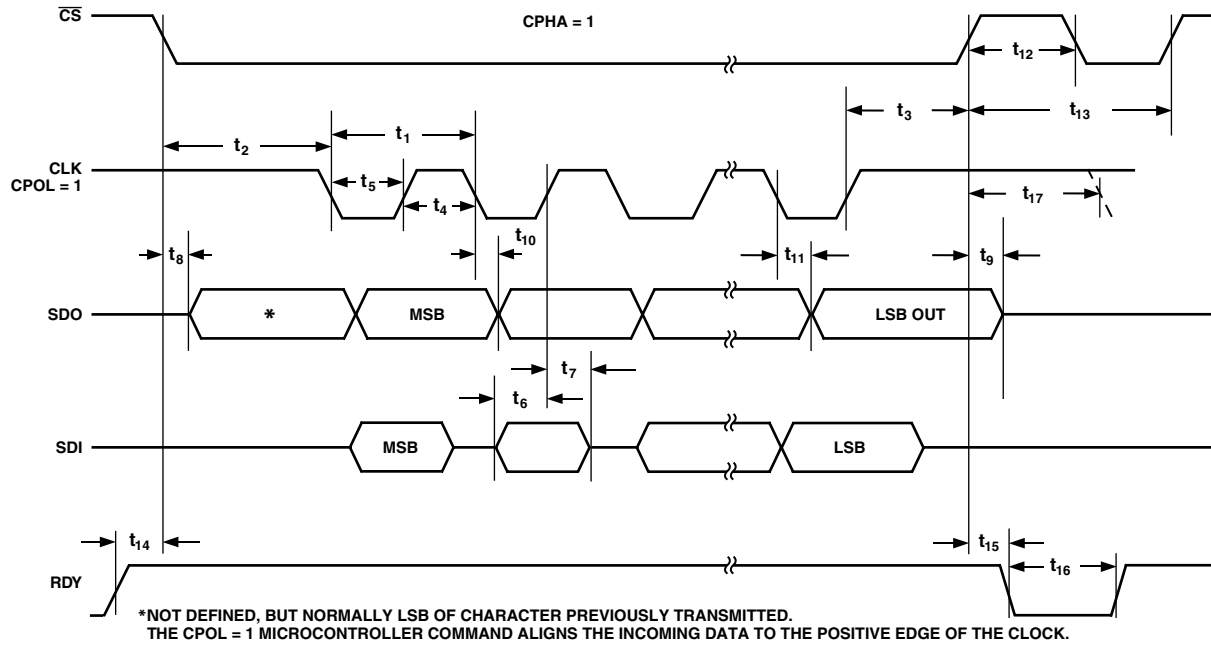 CS
CPHA = 1
t12
t3
t13
t1
t2
CLK
CPOL = 1
t5
t4
t17
t10
t8
t11
t9
SDO
*
MSB
LSB OUT
t7
t6
SDI
MSB
LSB
t14
t15
t16
RDY
*NOT DEFINED, BUT NORMALLY LSB OF CHARACTER PREVIOUSLY TRANSMITTED.
THE CPOL = 1 MICROCONTROLLER COMMAND ALIGNS THE INCOMING DATA TO THE POSITIVE EDGE OF THE CLOCK.